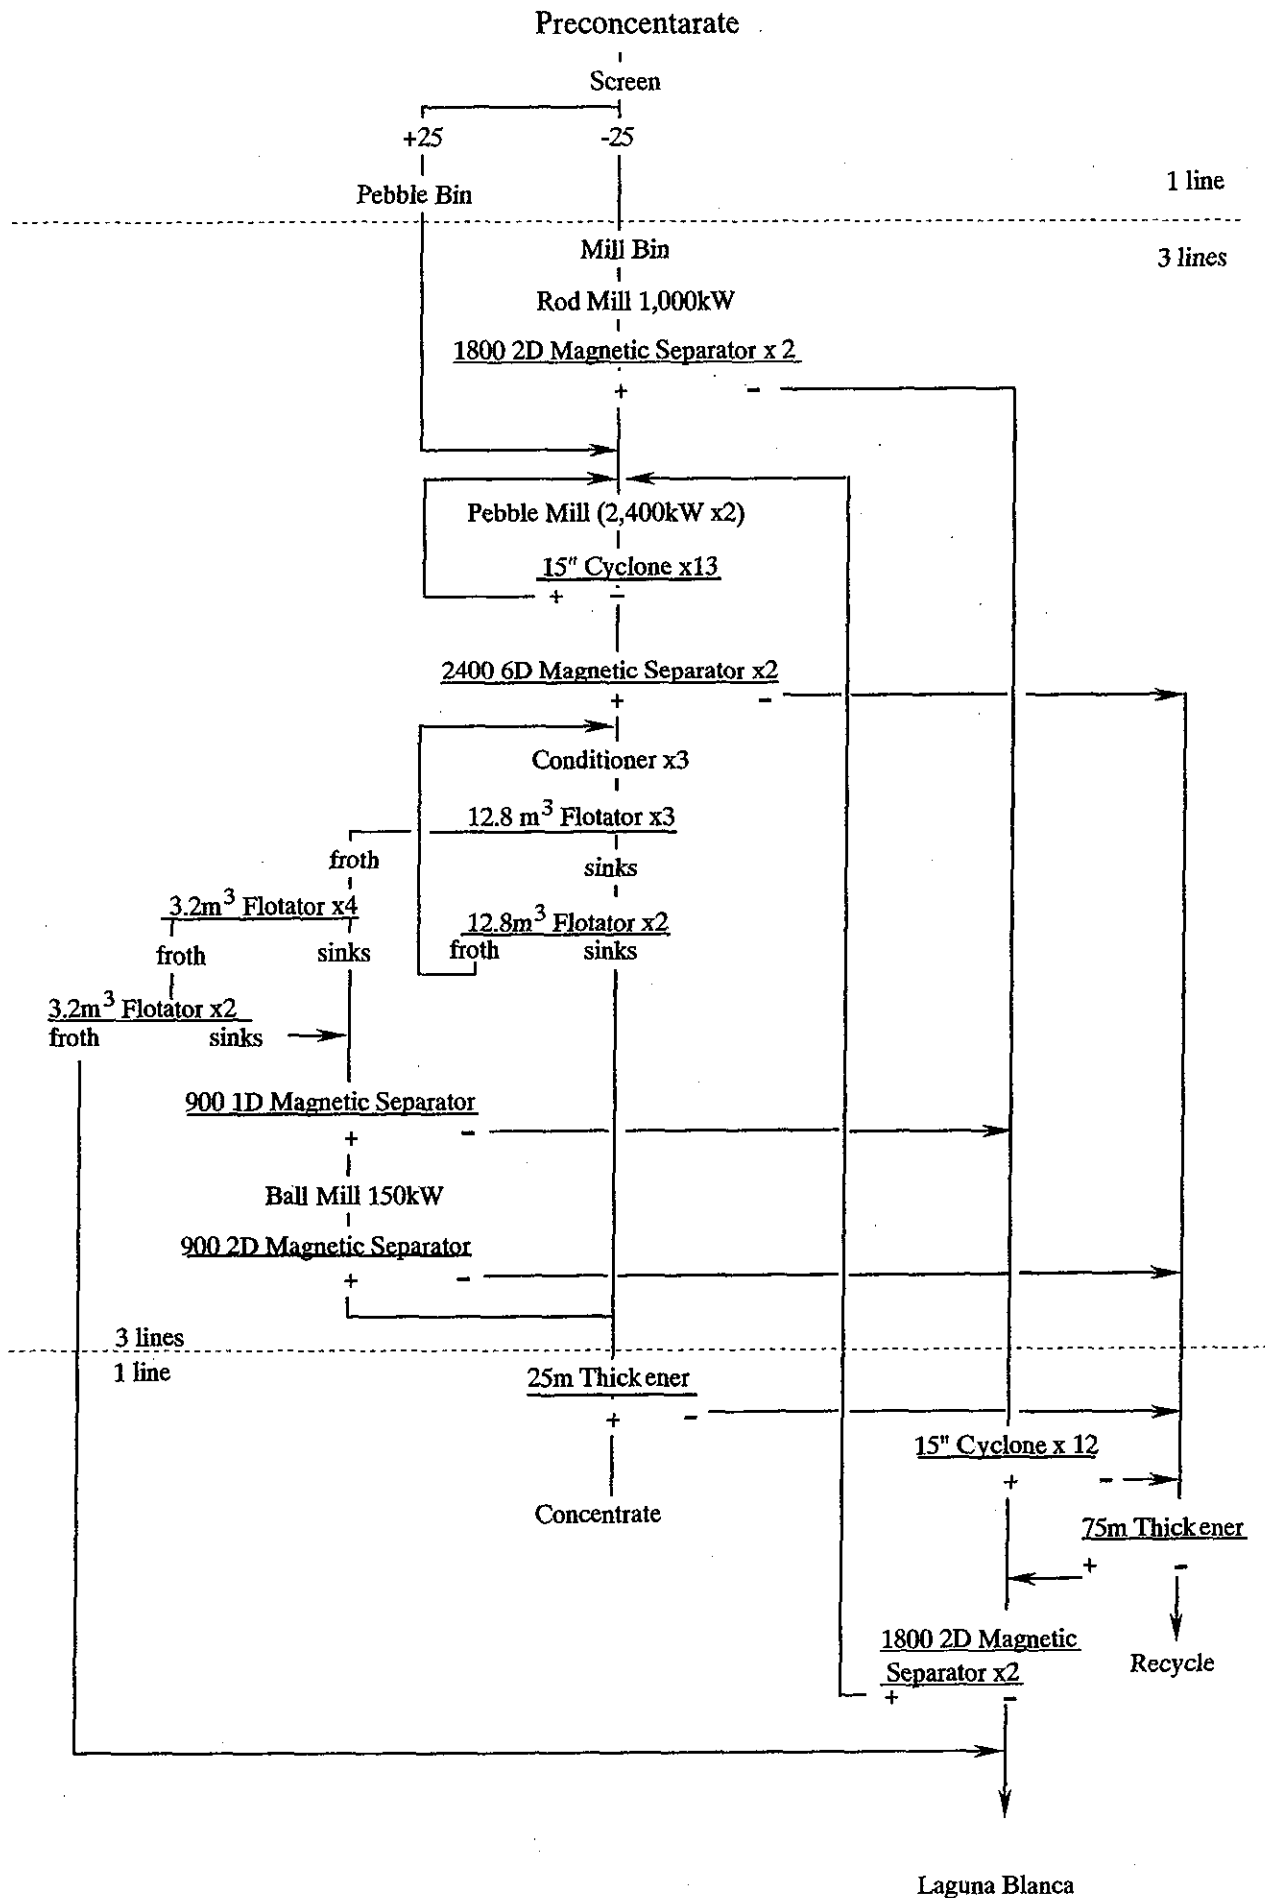 Preconcentarate
Screen
+25 -25
Pebble Bin
1 line
Mill Bin
3 lines
Rod Mill 1,000kW
1800 2D Magnetic Separator x 2
+ -
Pebble Mill (2,400kW x2)
15" Cyclone x13
+ -
2400 6D Magnetic Separator x2
+ -
Conditioner x3
12.8 m³ Flotator x3
froth sinks
3.2m³ Flotator x4
12.8m³ Flotator x2
froth sinks
froth sinks
3.2m³ Flotator x2
froth sinks
900 1D Magnetic Separator
+ -
Ball Mill 150kW
900 2D Magnetic Separator
+ -
3 lines
1 line
25m Thickener
+ -
15" Cyclone x 12
+ -
Concentrate
75m Thickener
+ -
1800 2D Magnetic
Separator x2
+ -
Recycle
Laguna Blanca